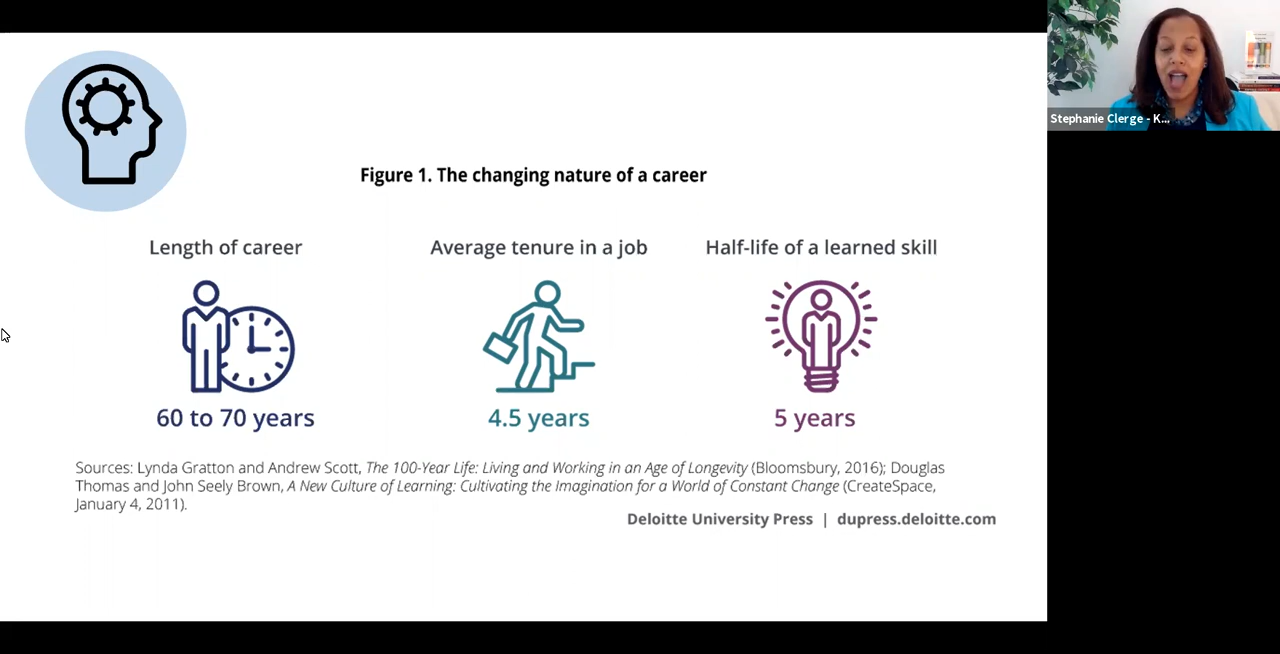 Stephanie Clerge - K...
Figure 1. The changing nature of a career
Length of career
Average tenure in a job
Half-life of a learned skill
60 to 70 years
4.5 years
5 years
Sources: Lynda Gratton and Andrew Scott, The 100-Year Life: Living and Working in an Age of Longevity (Bloomsbury, 2016); Douglas
Thomas and John Seely Brown, A New Culture of Learning: Cultivating the Imagination for a World of Constant Change (CreateSpace,
January 4, 2011).
Deloitte University Press | dupress.deloitte.com